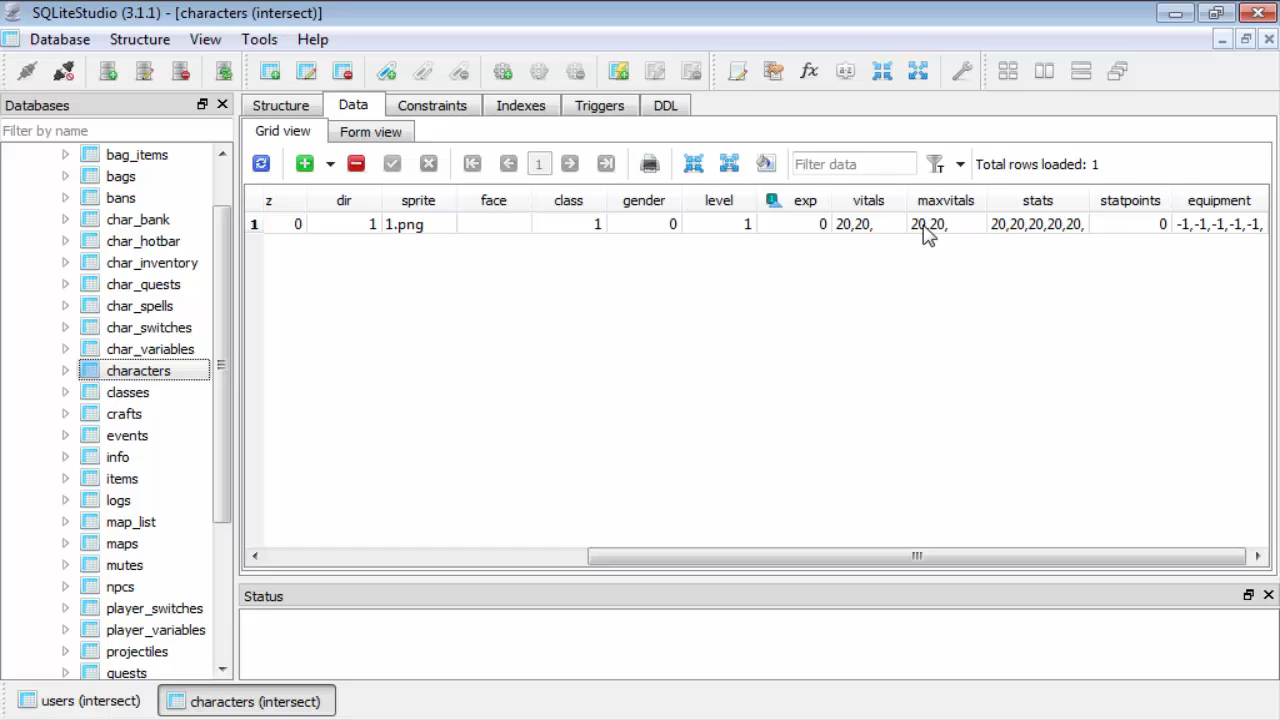 SQLiteStudio (3.1.1) - [characters (intersect)]
Database Structure View Tools Help
Databases
Filter by name
bag_items
bags
bans
char_bank
char_hotbar
char_inventory
char_quests
char_spells
char_switches
char_variables
characters
classes
crafts
events
info
items
logs
map_list
maps
mutes
npcs
player_switches
player_variables
projectiles
quests
Structure Data Constraints Indexes Triggers DDL
Grid view Form view
1 Filter data Total rows loaded: 1
z dir sprite face class gender level exp vitals maxvitals stats statpoints equipment
1 0 1 1.png 1 0 1 0 20,20, 20,20, 20,20,20,20,20, 0 -1,-1,-1,-1,-1,
Status
users (intersect) characters (intersect)